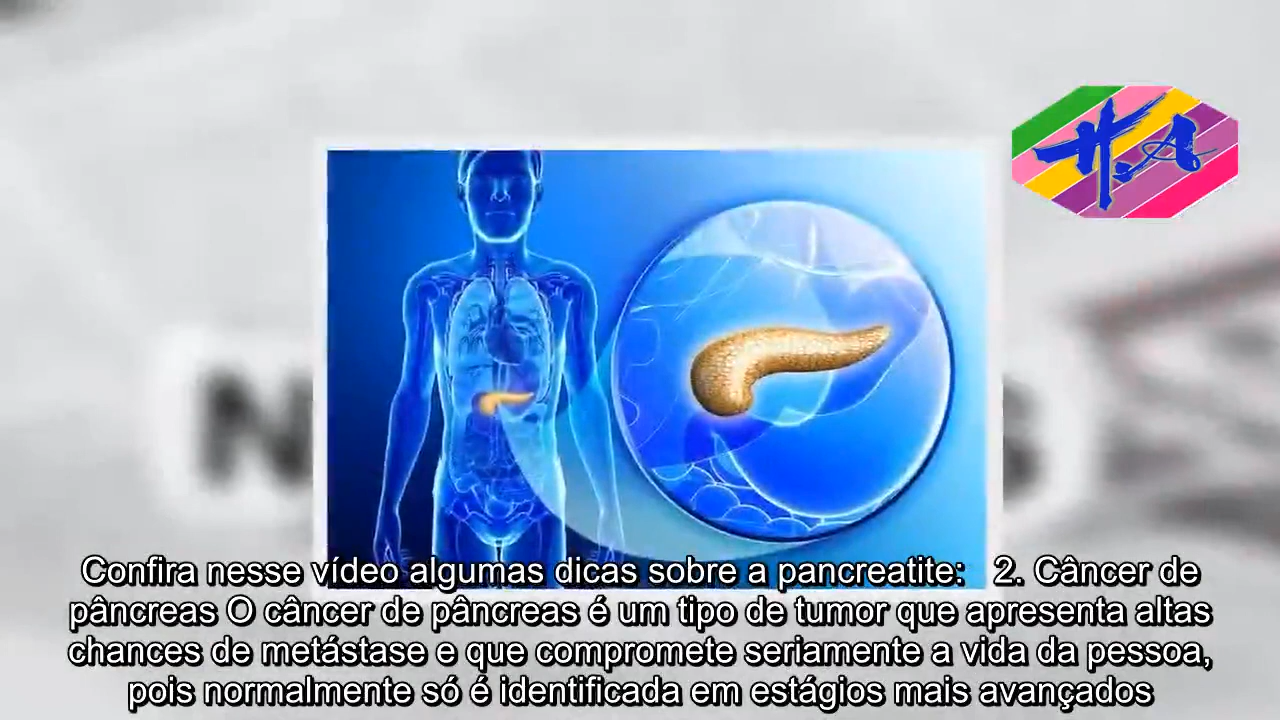 H.A
Confira nesse vídeo algumas dicas sobre a pancreatite:   2. Câncer de
pâncreas O câncer de pâncreas é um tipo de tumor que apresenta altas
chances de metástase e que compromete seriamente a vida da pessoa,
pois normalmente só é identificada em estágios mais avançados